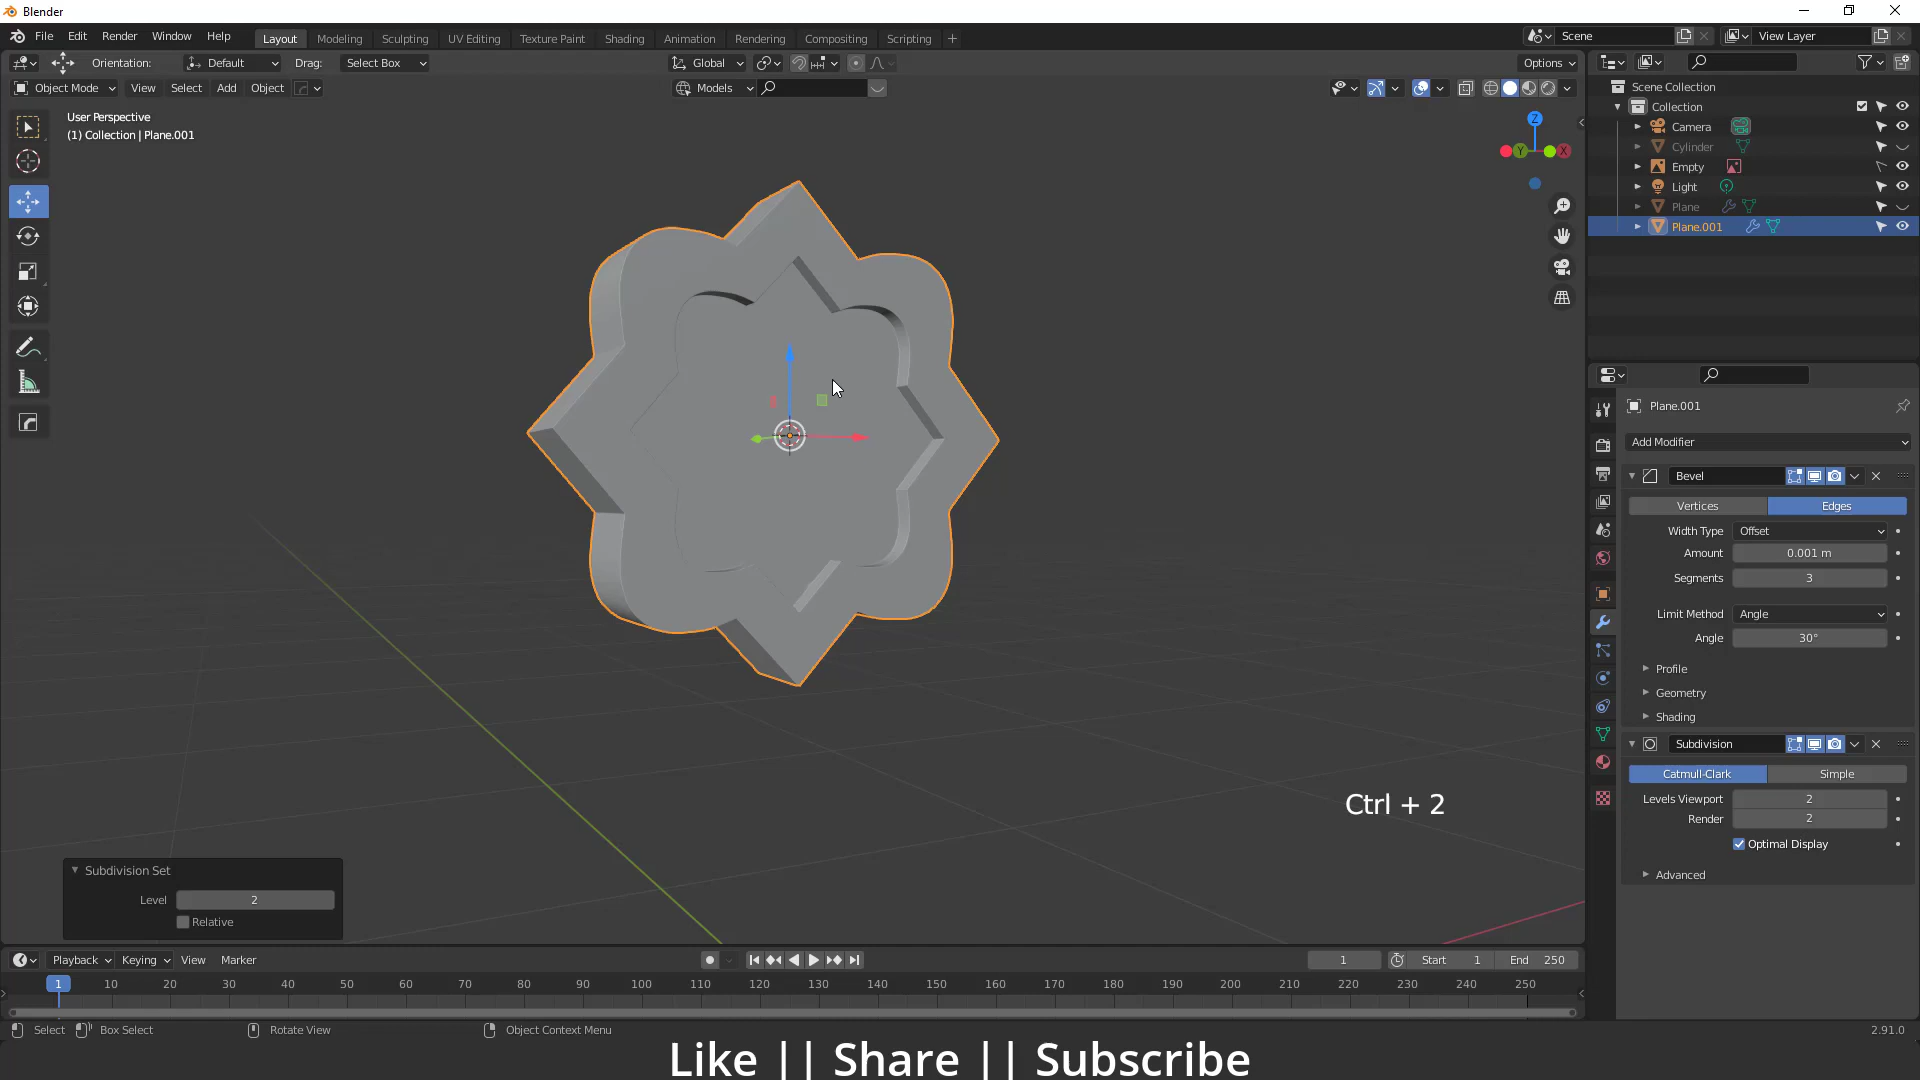 Blender
File Edit Render Window Help
Layout Modeling Sculpting UV Editing Texture Paint Shading Animation Rendering Compositing Scripting
Scene
View Layer
Orientation: Default Drag: Select Box
Global
Options
Object Mode View Select Add Object
Models
User Perspective
(1) Collection | Plane.001
Z
Y
X
Scene Collection
Collection
Camera
Cylinder
Empty
Light
Plane
Plane.001
Plane.001
Add Modifier
Bevel
Vertices Edges
Width Type Offset
Amount 0.001 m
Segments 3
Limit Method Angle
Angle 30°
Profile
Geometry
Shading
Subdivision
Catmull-Clark Simple
Levels Viewport 2
Render 2
Optimal Display
Advanced
Ctrl + 2
Subdivision Set
Level 2
Relative
Playback Keying View Marker
1 Start 1 End 250
1 10 20 30 40 50 60 70 80 90 100 110 120 130 140 150 160 170 180 190 200 210 220 230 240 250
Select Box Select Rotate View Object Context Menu
2.91.0
Like || Share || Subscribe